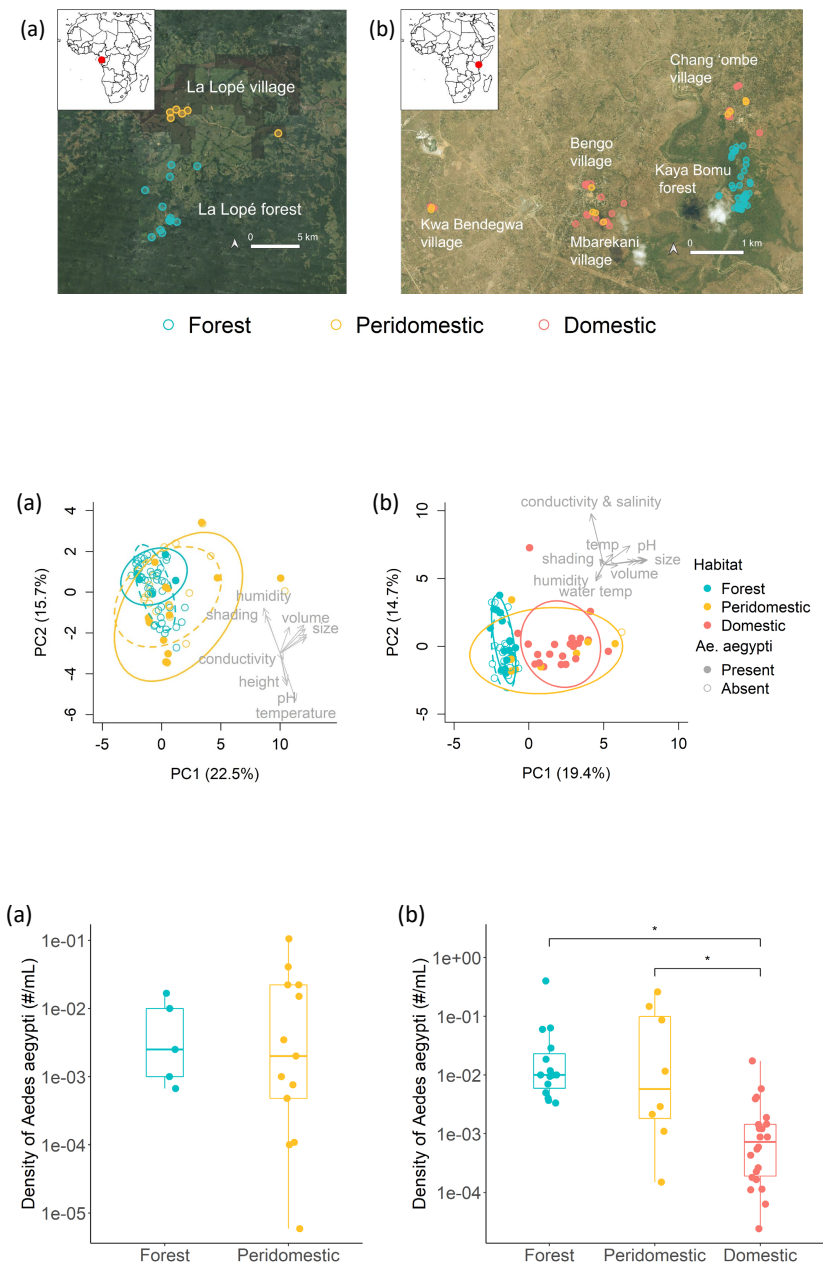 (a)
La Lopé village
La Lopé forest
0
5 km
(b)
Chang 'ombe
village
Bengo
village
Kaya Bomu
forest
Kwa Bendegwa
village
Mbarekani
village
0
1 km
Forest
Peridomestic
Domestic
(a)
PC2 (15.7%)
4
2
0
-2
-4
-6
humidity
shading
volume
size
conductivity
height
pH
temperature
-5
0
5
10
PC1 (22.5%)
(b)
PC2 (14.7%)
10
5
0
-5
conductivity & salinity
temp
pH
shading
size
volume
humidity
water temp
-5
0
5
10
PC1 (19.4%)
Habitat
Forest
Peridomestic
Domestic
Ae. aegypti
Present
Absent
(a)
Density of Aedes aegypti (#/mL)
1e-01
1e-02
1e-03
1e-04
1e-05
Forest
Peridomestic
(b)
Density of Aedes aegypti (#/mL)
1e+00
1e-01
1e-02
1e-03
1e-04
*
*
Forest
Peridomestic
Domestic